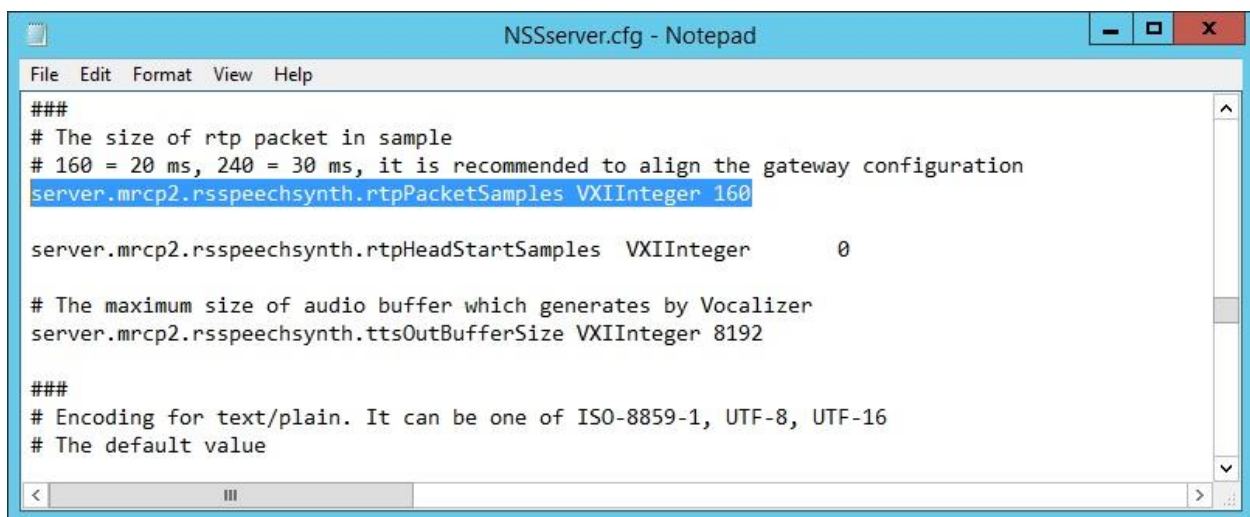 NSSserver.cfg - Notepad
File Edit Format View Help
###
# The size of rtp packet in sample
# 160 = 20 ms, 240 = 30 ms, it is recommended to align the gateway configuration
server.mrcp2.rsspeechsynth.rtpPacketSamples VXIInteger 160
server.mrcp2.rsspeechsynth.rtpHeadStartSamples  VXIInteger      0
# The maximum size of audio buffer which generates by Vocalizer
server.mrcp2.rsspeechsynth.ttsOutBufferSize VXIInteger 8192
###
# Encoding for text/plain. It can be one of ISO-8859-1, UTF-8, UTF-16
# The default value